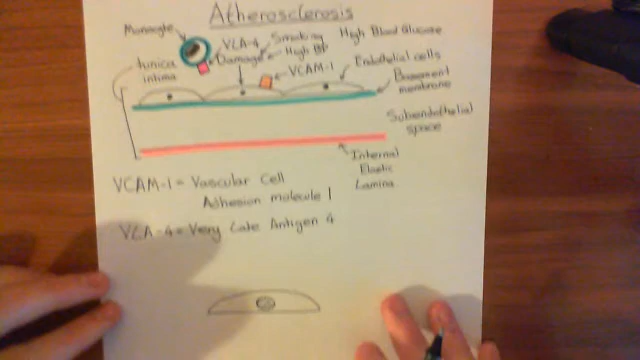 Atherosclerosis
Monocyte
VLA-4
Smoking
High Blood Glucose
Damage
High BP
VCAM-1
Endothelial cells
tunica
intima
Basement
membrane
Subendothelial
space
Internal
Elastic
Lamina
VCAM-1 = Vascular Cell
Adhesion molecule 1
VLA-4 = Very Late Antigen 4